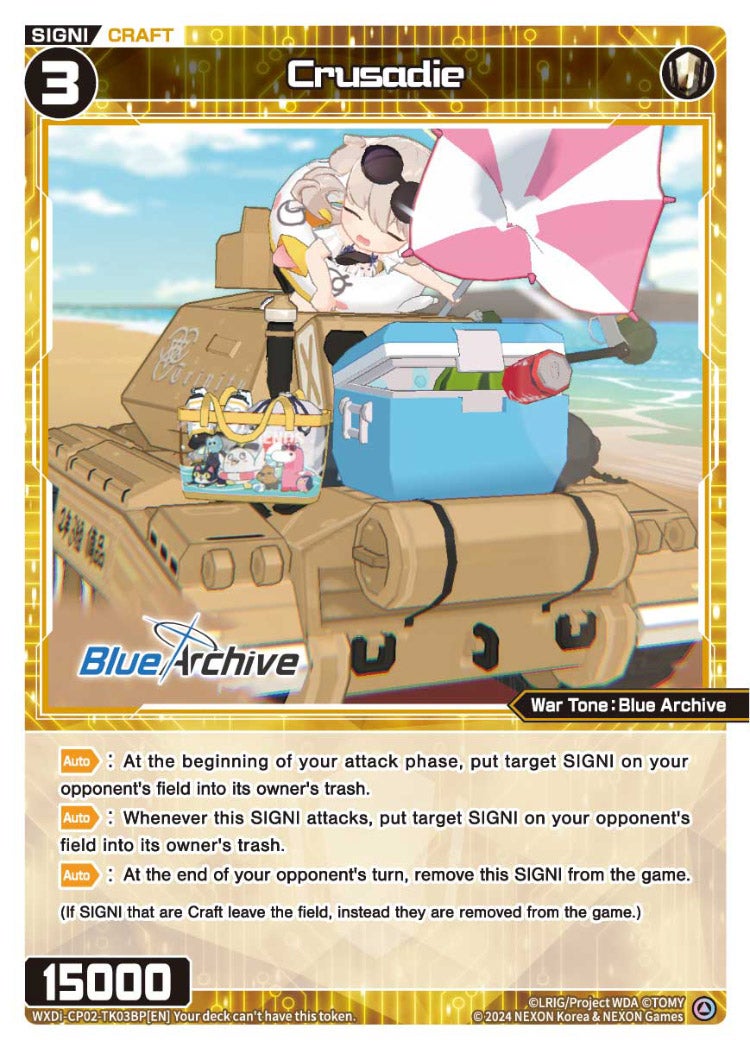 SIGNI CRAFT
3
Crusadie
Trinity
Blue Archive
War Tone:Blue Archive
Auto : At the beginning of your attack phase, put target SIGNI on your
opponent's field into its owner's trash.
Auto : Whenever this SIGNI attacks, put target SIGNI on your opponent's
field into its owner's trash.
Auto : At the end of your opponent's turn, remove this SIGNI from the game.
(If SIGNI that are Craft leave the field, instead they are removed from the game.)
15000
WXDi-CP02-TK03BP[EN] Your deck can't have this token.
©LRIG/Project WDA ©TOMY
©2024 NEXON Korea & NEXON Games